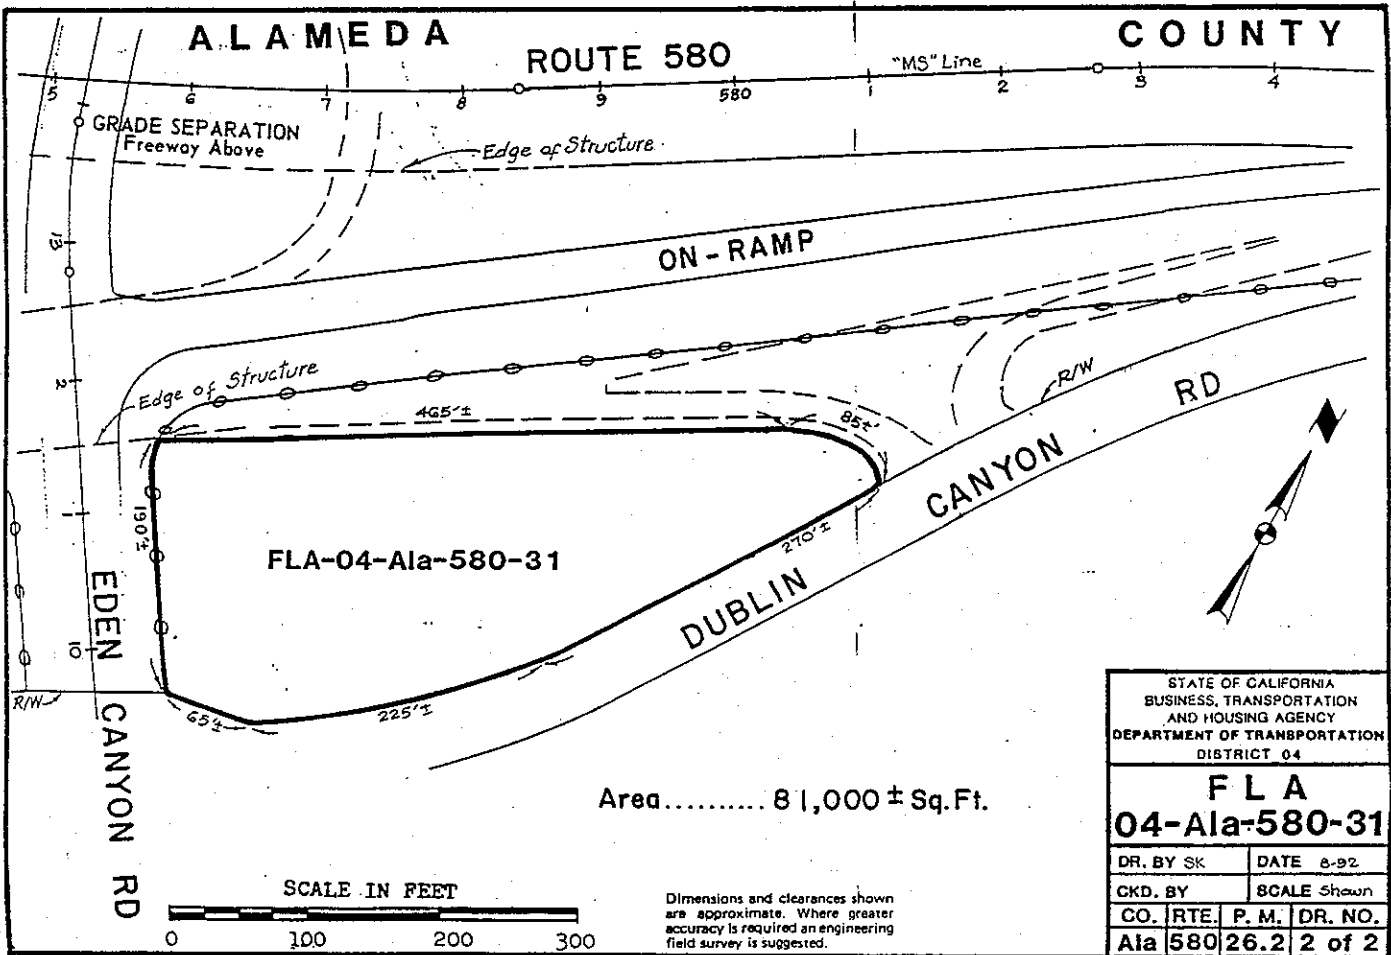 ALAMEDA COUNTY
ROUTE 580
"MS" Line
5 6 7 8 9 580 1 2 3 4
GRADE SEPARATION
Freeway Above
Edge of Structure
13
ON-RAMP
2
Edge of Structure
465'±
85±'
R/W
RD
CANYON
DUBLIN
1
190'±
270'±
FLA-04-Ala-580-31
10
R/W
65'±
225'±
EDEN CANYON RD
Area.......... 81,000 ± Sq.Ft.
SCALE IN FEET
0 100 200 300
Dimensions and clearances shown
are approximate. Where greater
accuracy is required an engineering
field survey is suggested.
STATE OF CALIFORNIA
BUSINESS, TRANSPORTATION
AND HOUSING AGENCY
DEPARTMENT OF TRANSPORTATION
DISTRICT 04
FLA
04-Ala-580-31
DR. BY SK DATE 8-92
CKD. BY SCALE Shown
CO. RTE. P. M. DR. NO.
Ala 580 26.2 2 of 2